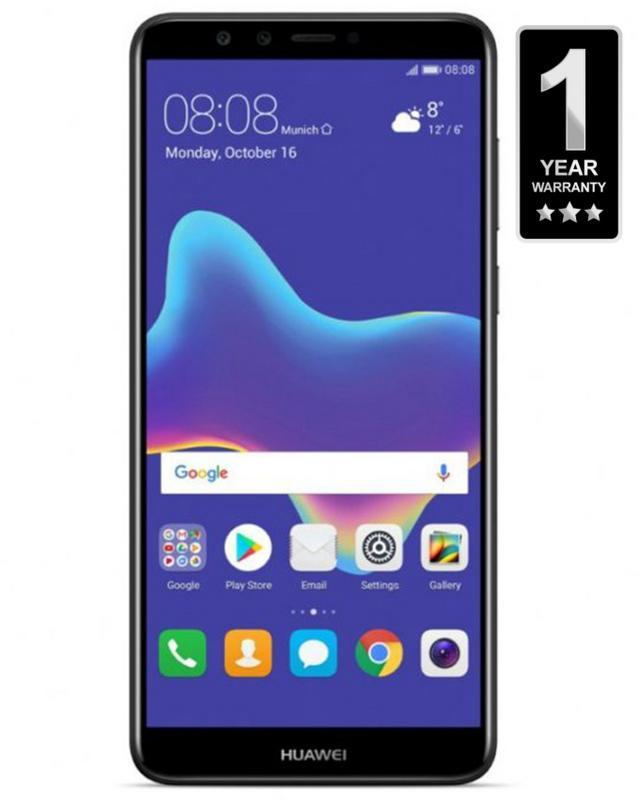 08:08
08:08
Munich
8°
12° / 6°
Monday, October 16
1
YEAR
WARRANTY
Google
Google
Play Store
Email
Settings
Gallery
HUAWEI